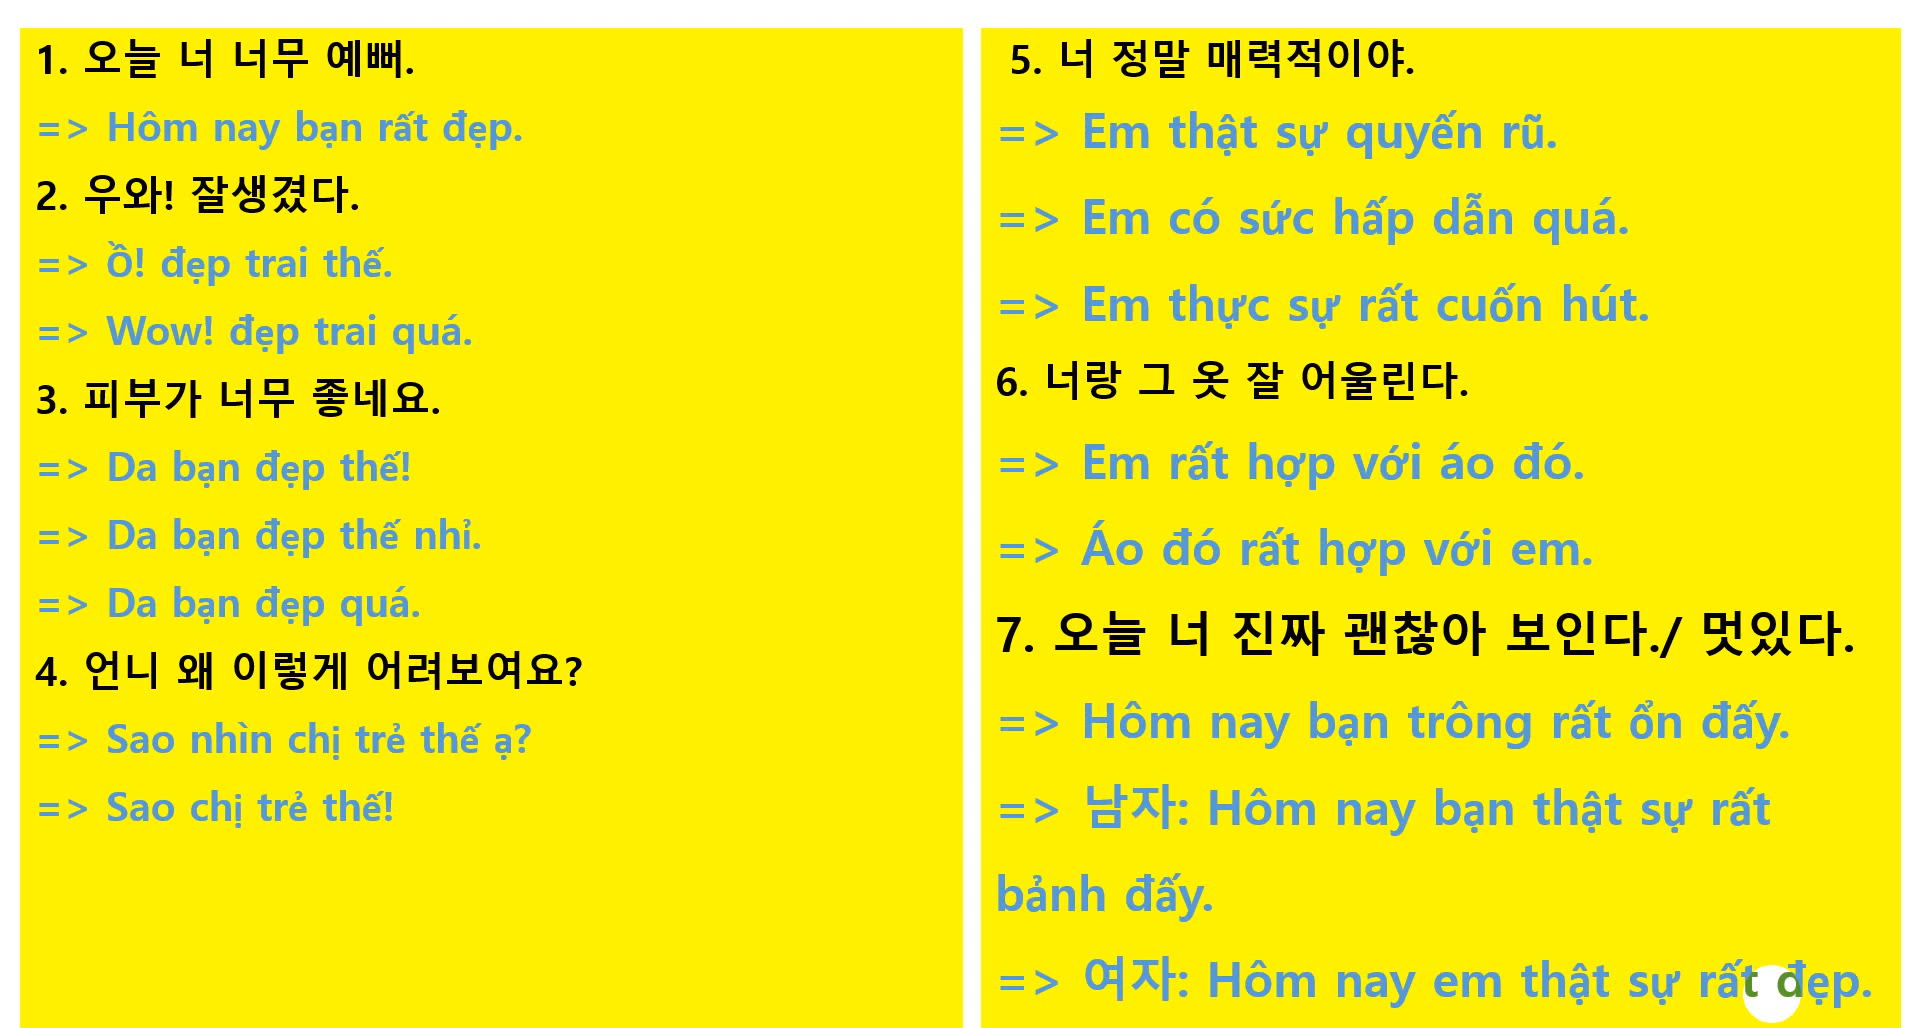 1. 오늘 너 너무 예뻐.
=> Hôm nay bạn rất đẹp.
2. 우와! 잘생겼다.
=> Ồ! đẹp trai thế.
=> Wow! đẹp trai quá.
3. 피부가 너무 좋네요.
=> Da bạn đẹp thế!
=> Da bạn đẹp thế nhỉ.
=> Da bạn đẹp quá.
4. 언니 왜 이렇게 어려보여요?
=> Sao nhìn chị trẻ thế ạ?
=> Sao chị trẻ thế!
5. 너 정말 매력적이야.
=> Em thật sự quyến rũ.
=> Em có sức hấp dẫn quá.
=> Em thực sự rất cuốn hút.
6. 너랑 그 옷 잘 어울린다.
=> Em rất hợp với áo đó.
=> Áo đó rất hợp với em.
7. 오늘 너 진짜 괜찮아 보인다./ 멋있다.
=> Hôm nay bạn trông rất ổn đấy.
=> 남자: Hôm nay bạn thật sự rất
bảnh đấy.
=> 여자: Hôm nay em thật sự rất đẹp.